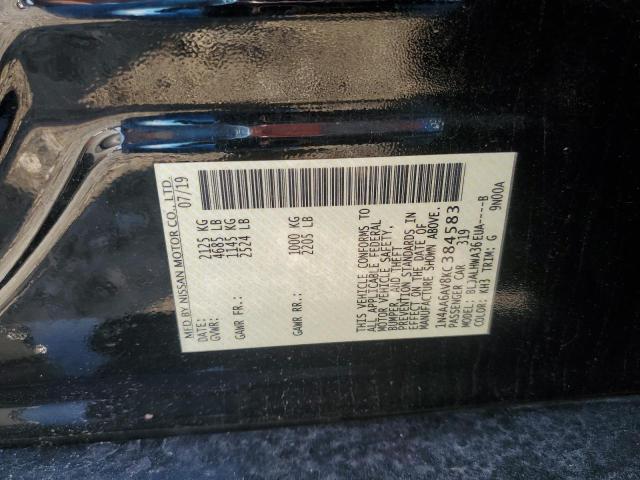 MFD BY NISSAN MOTOR CO., LTD.
DATE: 07/19
GVWR: 2125 KG
4685 LB
GAWR FR.: 1145 KG
2524 LB
GAWR RR.: 1000 KG
2205 LB
THIS VEHICLE CONFORMS TO
ALL APPLICABLE FEDERAL
MOTOR VEHICLE SAFETY,
BUMPER, AND THEFT
PREVENTION STANDARDS IN
EFFECT ON THE DATE OF
MANUFACTURE SHOWN ABOVE.
1N4AA6AV8KC384583
PASSENGER CAR 319
MODEL: BLJALHWA36EUA----B
COLOR: KH3 TRIM: G 9N00A